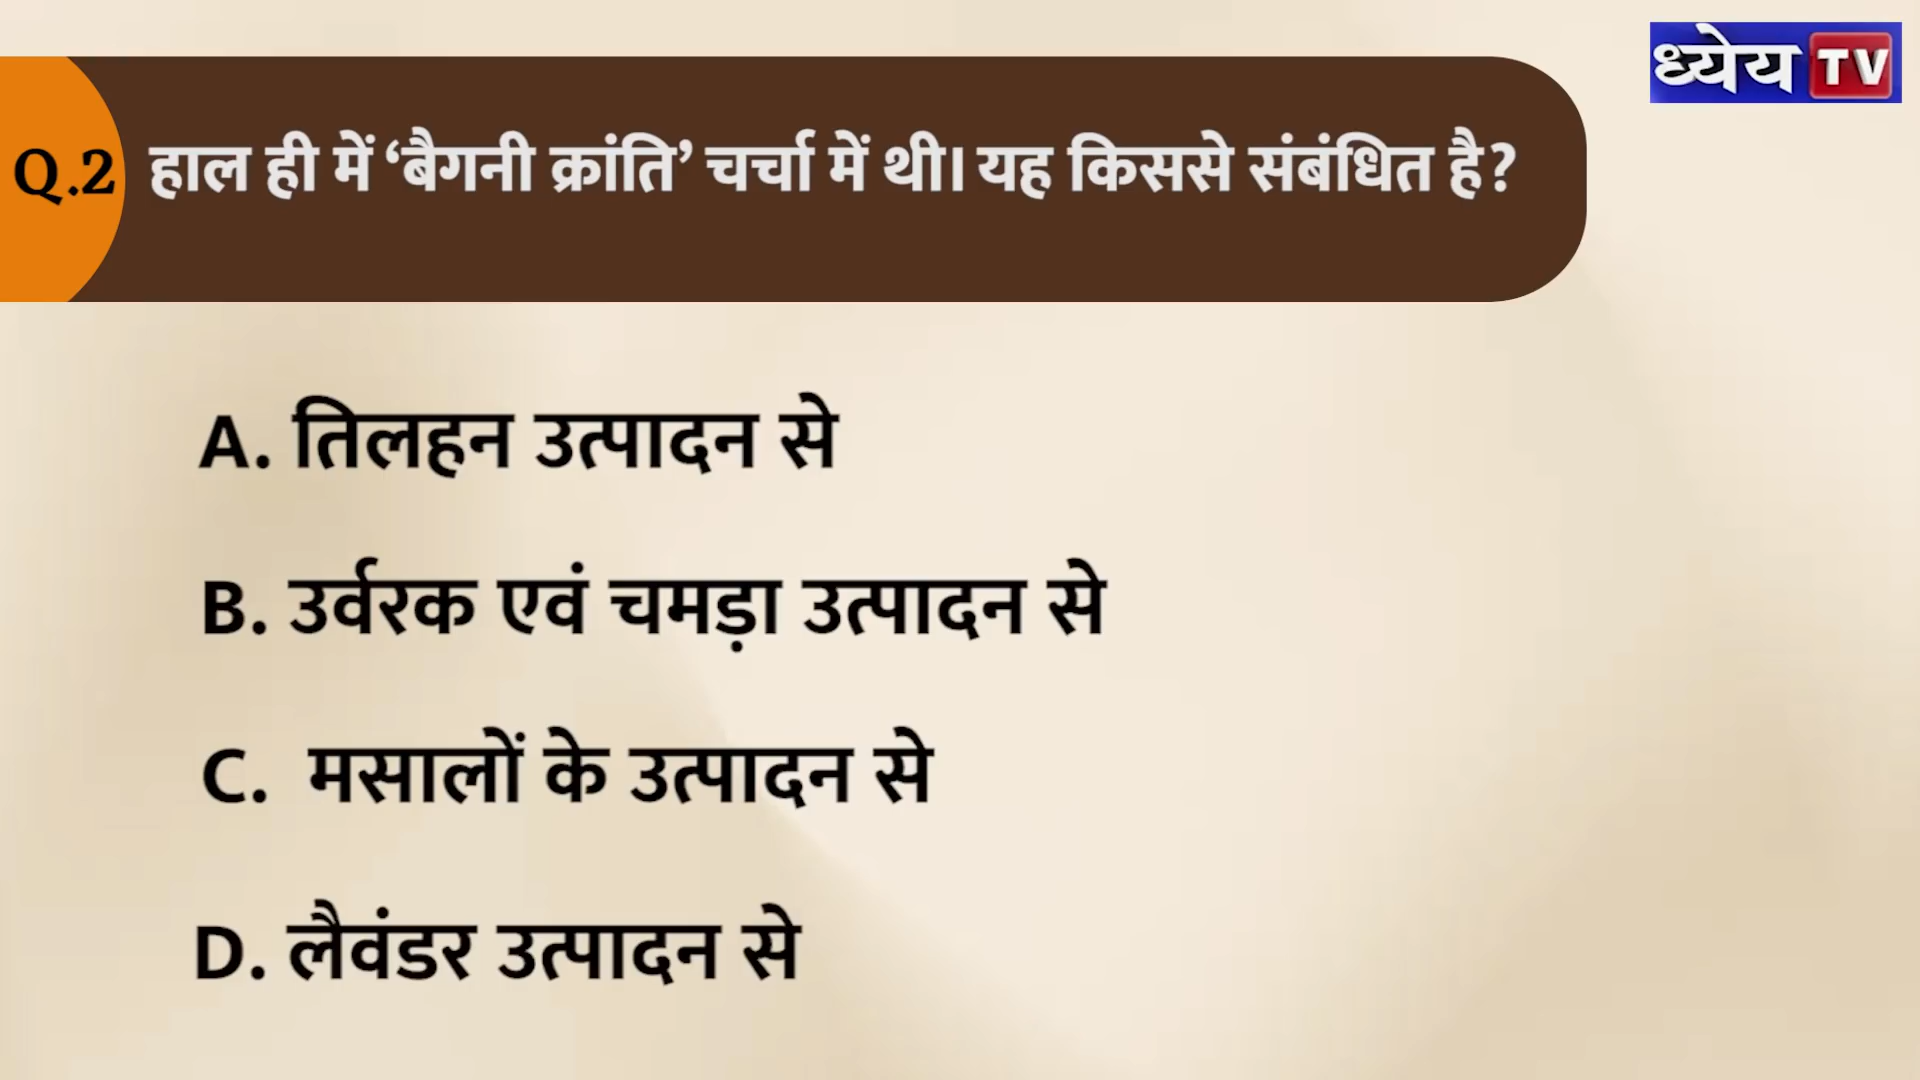 ध्येय TV
Q.2 हाल ही में ‘बैगनी क्रांति’ चर्चा में थी। यह किससे संबंधित है?
A. तिलहन उत्पादन से
B. उर्वरक एवं चमड़ा उत्पादन से
C. मसालों के उत्पादन से
D. लैवंडर उत्पादन से